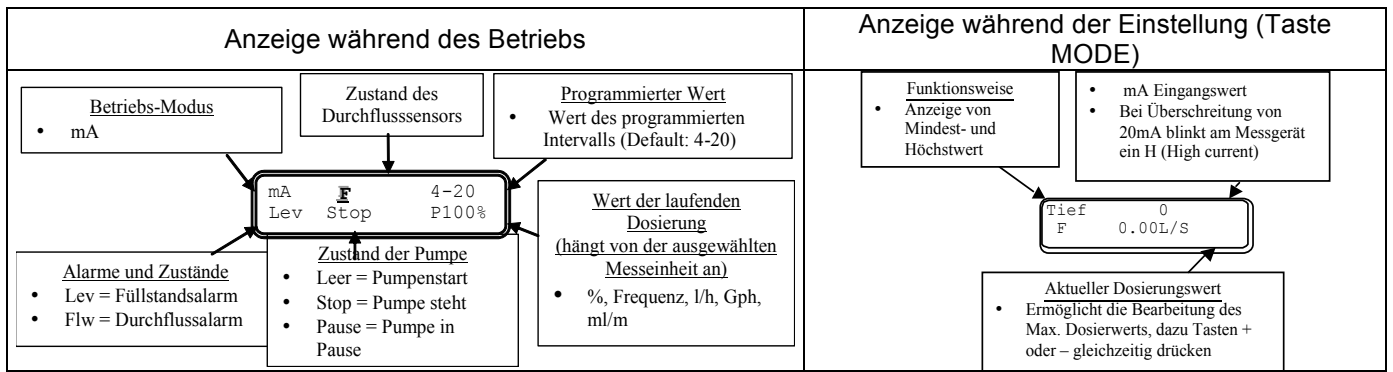 Anzeige während des Betriebs
Anzeige während der Einstellung (Taste
MODE)
Betriebs-Modus
• mA
Zustand des
Durchflusssensors
Programmierter Wert
• Wert des programmierten
Intervalls (Default: 4-20)
mA F 4-20
Lev Stop P100%
Alarme und Zustände
• Lev = Füllstandsalarm
• Flw = Durchflussalarm
Zustand der Pumpe
• Leer = Pumpenstart
• Stop = Pumpe steht
• Pause = Pumpe in
Pause
Wert der laufenden
Dosierung
(hängt von der ausgewählten
Messeinheit an)
• %, Frequenz, l/h, Gph,
ml/m
Funktionsweise
• Anzeige von
Mindest- und
Höchstwert
• mA Eingangswert
• Bei Überschreitung von
20mA blinkt am Messgerät
ein H (High current)
Tief 0
F 0.00L/S
Aktueller Dosierungswert
• Ermöglicht die Bearbeitung des
Max. Dosierwerts, dazu Tasten +
oder – gleichzeitig drücken